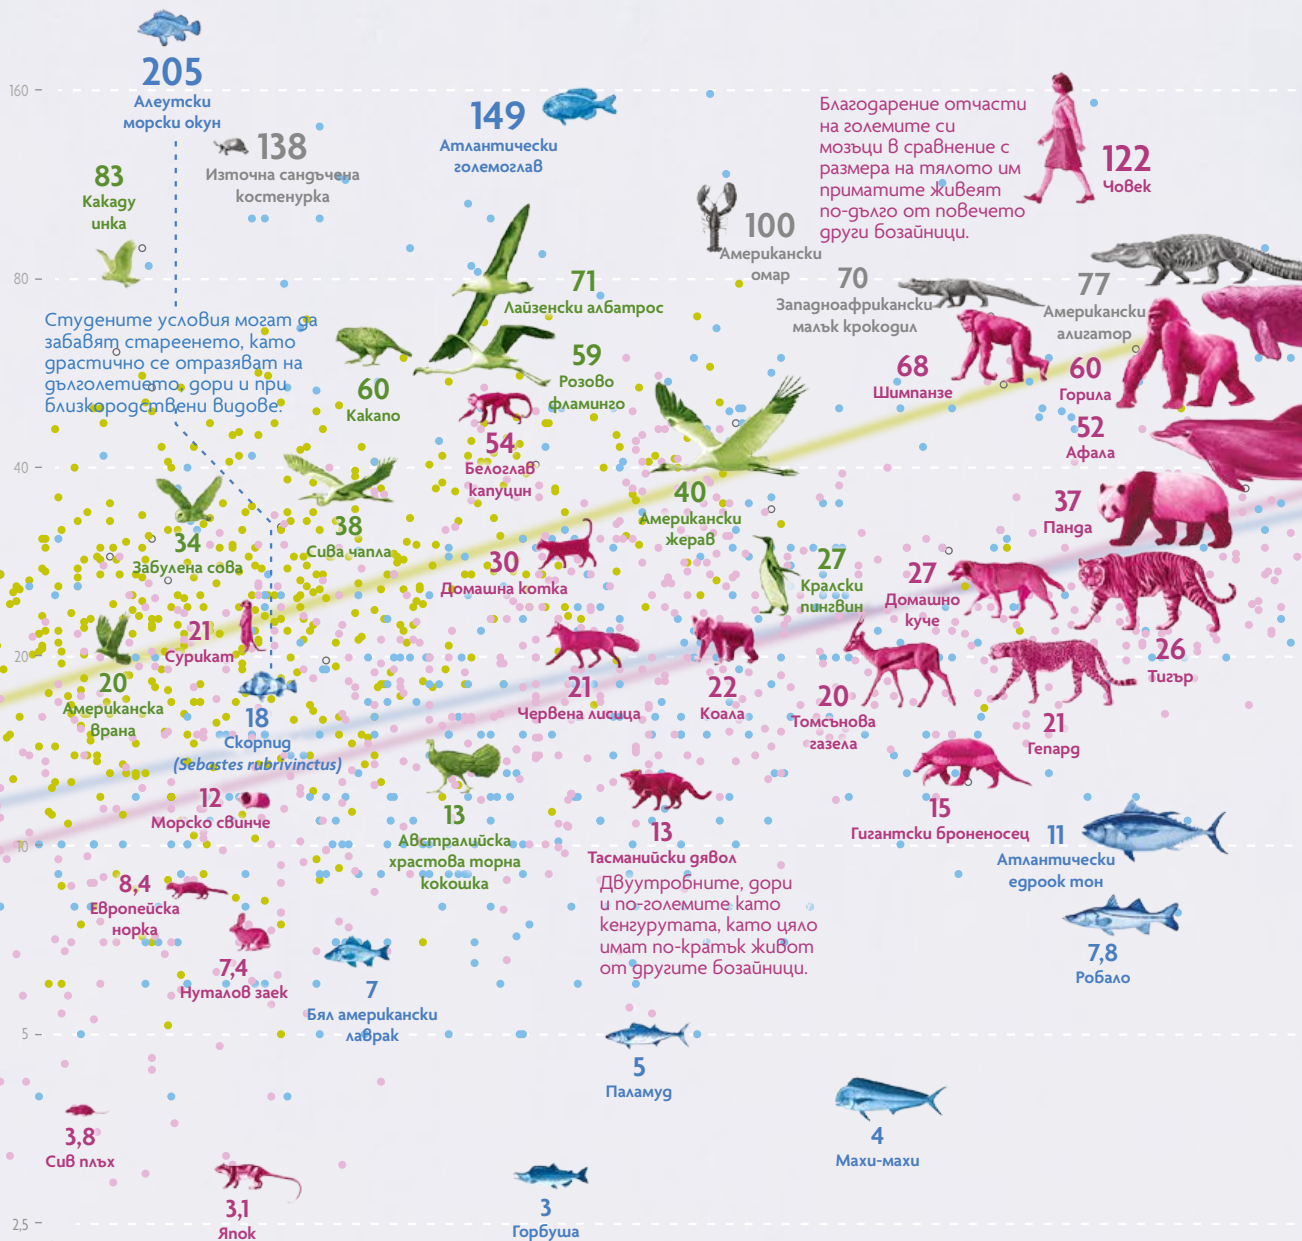 160
80
40
20
10
5
2,5
205
Алеутски
морски окун
138
Източна сандъчена
костенурка
83
Какаду
инка
149
Атлантически
големоглав
Благодарение отчасти
на големите си
мозъци в сравнение с
размера на тялото им
приматите живеят
по-дълго от повечето
други бозайници.
122
Човек
100
Американски
омар
71
Лайзенски албатрос
70
Западноафрикански
малък крокодил
77
Американски
алигатор
Студените условия могат да
забавят стареенето, като
драстично се отразяват на
дълголетието, дори и при
близкородствени видове.
60
Какапо
59
Розово
фламинго
68
Шимпанзе
60
Горила
54
Белоглав
капуцин
52
Афала
40
Американски
жерав
37
Панда
38
Сива чапла
34
Забулена сова
30
Домашна котка
27
Кралски
пингвин
27
Домашно
куче
26
Тигър
21
Сурикат
20
Американска
врана
18
Скорпид
(Sebastes rubrivinctus)
21
Червена лисица
22
Коала
20
Томсънова
газела
21
Гепард
12
Морско свинче
13
Австралийска
храстова торна
кокошка
13
Тасманийски дявол
Двуутробните, дори
и по-големите като
кенгурутата, като цяло
имат по-кратък живот
от другите бозайници.
15
Гигантски броненосец
11
Атлантически
едроок тон
8,4
Европейска
норка
7,4
Нуталов заек
7
Бял американски
лаврак
7,8
Робало
5
Паламуд
4
Махи-махи
3,8
Сив плъх
3,1
Япок
3
Горбуша